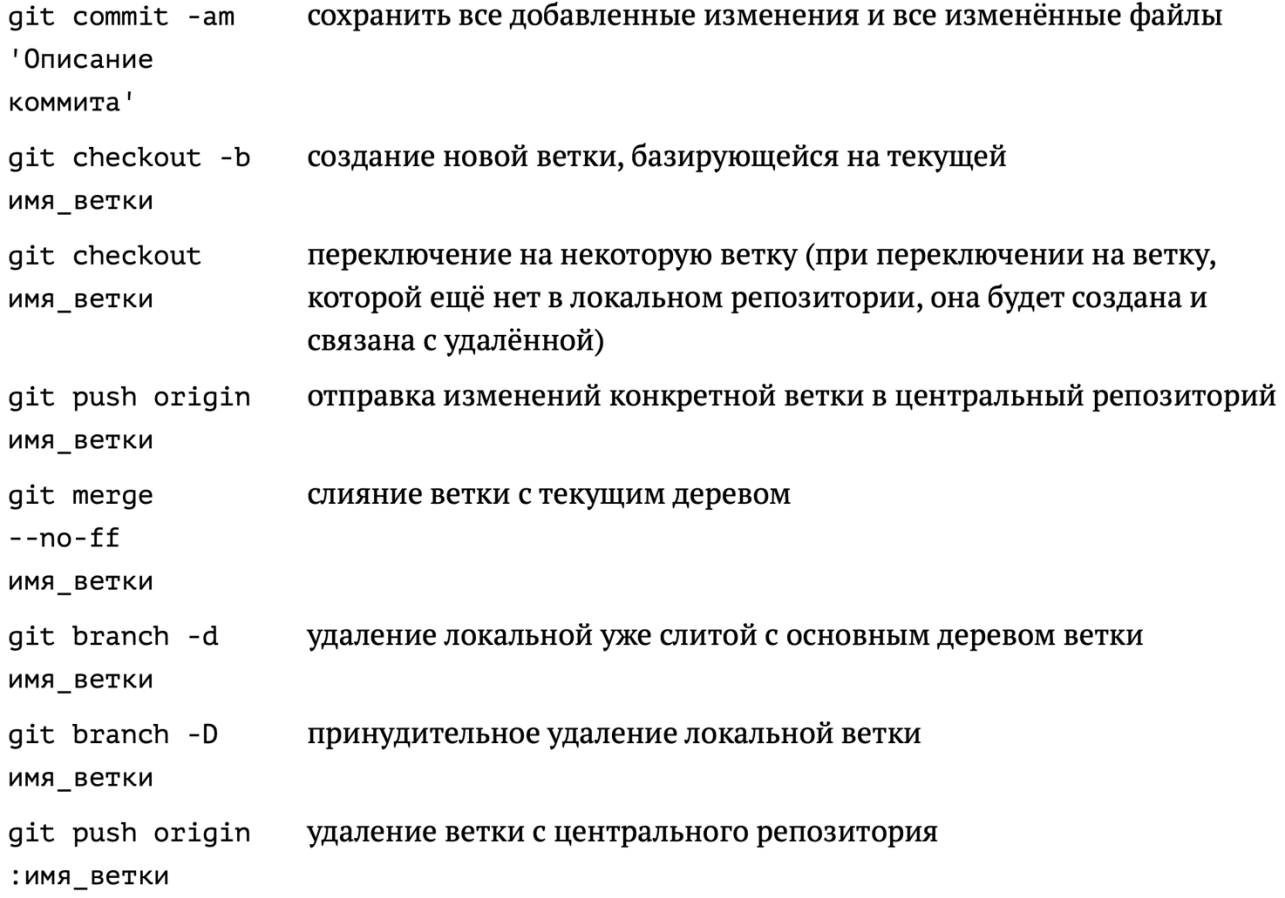 git commit -am сохранить все добавленные изменения и все изменённые файлы
'Описание
коммита'
git checkout -b создание новой ветки, базирующейся на текущей
имя_ветки
git checkout переключение на некоторую ветку (при переключении на ветку,
имя_ветки которой ещё нет в локальном репозитории, она будет создана и
связана с удалённой)
git push origin отправка изменений конкретной ветки в центральный репозиторий
имя_ветки
git merge слияние ветки с текущим деревом
--no-ff
имя_ветки
git branch -d удаление локальной уже слитой с основным деревом ветки
имя_ветки
git branch -D принудительное удаление локальной ветки
имя_ветки
git push origin удаление ветки с центрального репозитория
:имя_ветки